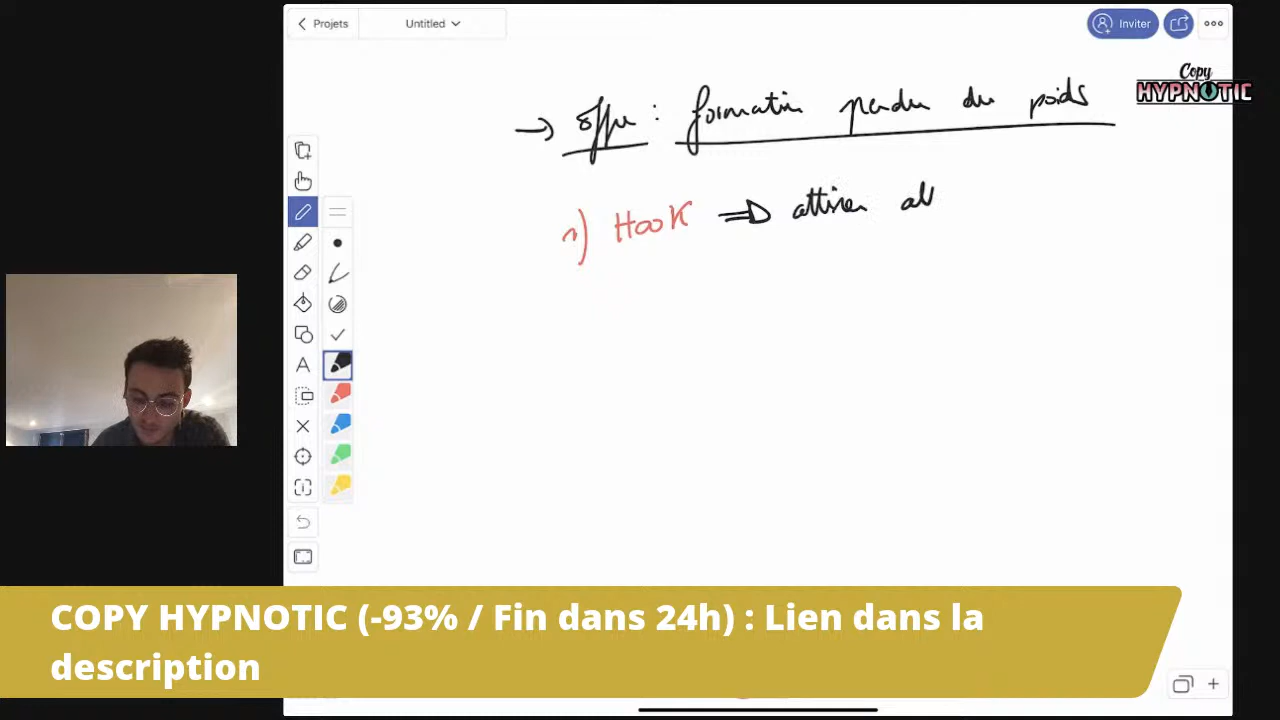 Projets
Untitled
Inviter
Copy
HYPNOTIC
→ offre : formation perdre du poids
1) HOOK ⇒ attirer
A
COPY HYPNOTIC (-93% / Fin dans 24h) : Lien dans la
description